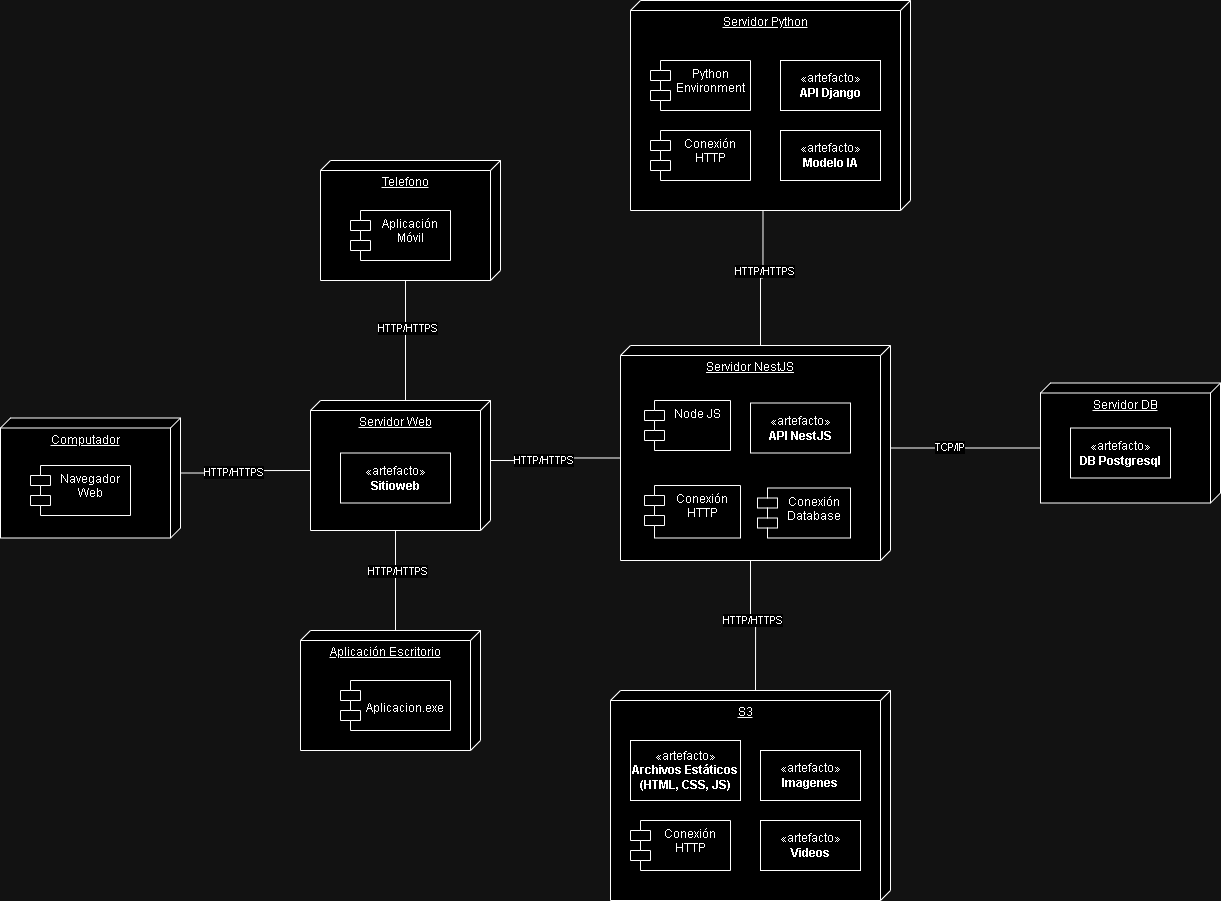 Servidor Python
Python
Environment
«artefacto»
API Django
Conexión
HTTP
«artefacto»
Modelo IA
HTTP/HTTPS
Telefono
Aplicación
Móvil
HTTP/HTTPS
Computador
Navegador
Web
HTTP/HTTPS
Servidor Web
«artefacto»
Sitioweb
HTTP/HTTPS
Aplicación Escritorio
Aplicacion.exe
HTTP/HTTPS
Servidor NestJS
Node JS
«artefacto»
API NestJS
Conexión
HTTP
Conexión
Database
TCP/IP
Servidor DB
«artefacto»
DB Postgresql
HTTP/HTTPS
S3
«artefacto»
Archivos Estáticos
(HTML, CSS, JS)
«artefacto»
Imagenes
Conexión
HTTP
«artefacto»
Videos